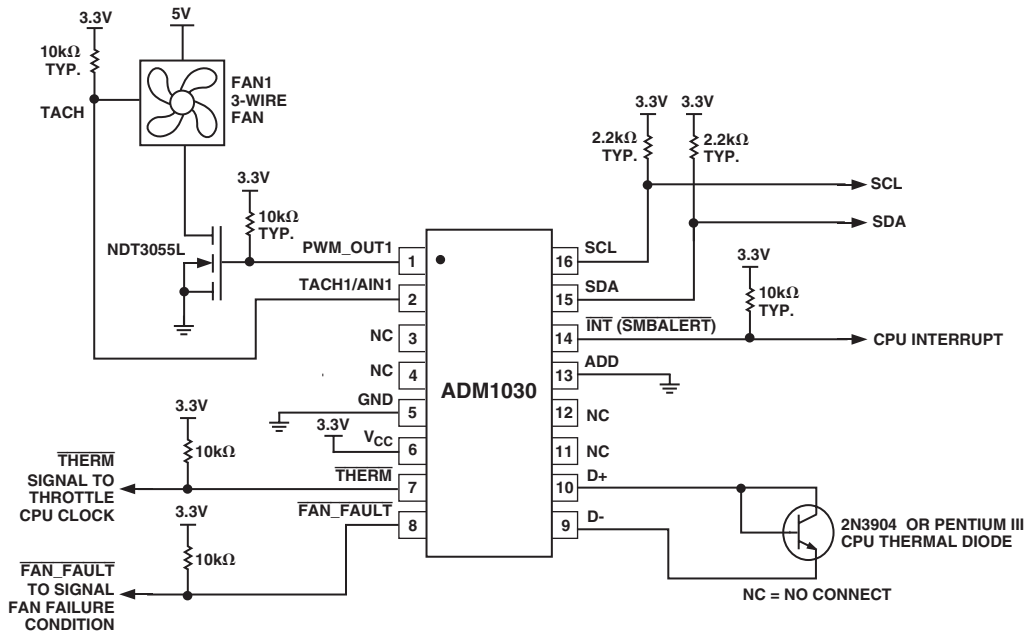 3.3V
5V
10kΩ
TYP.
TACH
FAN1
3-WIRE
FAN
3.3V
10kΩ
TYP.
NDT3055L
3.3V 3.3V
2.2kΩ
TYP.
2.2kΩ
TYP.
SCL
SDA
3.3V
10kΩ
TYP.
CPU INTERRUPT
PWM_OUT1
1
TACH1/AIN1
2
NC
3
NC
4
GND
5
3.3V
VCC
6
THERM
7
FAN_FAULT
8
ADM1030
16
SCL
15
SDA
14
INT (SMBALERT)
13
ADD
12
NC
11
NC
10
D+
9
D-
3.3V
10kΩ
THERM
SIGNAL TO
THROTTLE
CPU CLOCK
3.3V
10kΩ
FAN_FAULT
TO SIGNAL
FAN FAILURE
CONDITION
2N3904 OR PENTIUM III
CPU THERMAL DIODE
NC = NO CONNECT